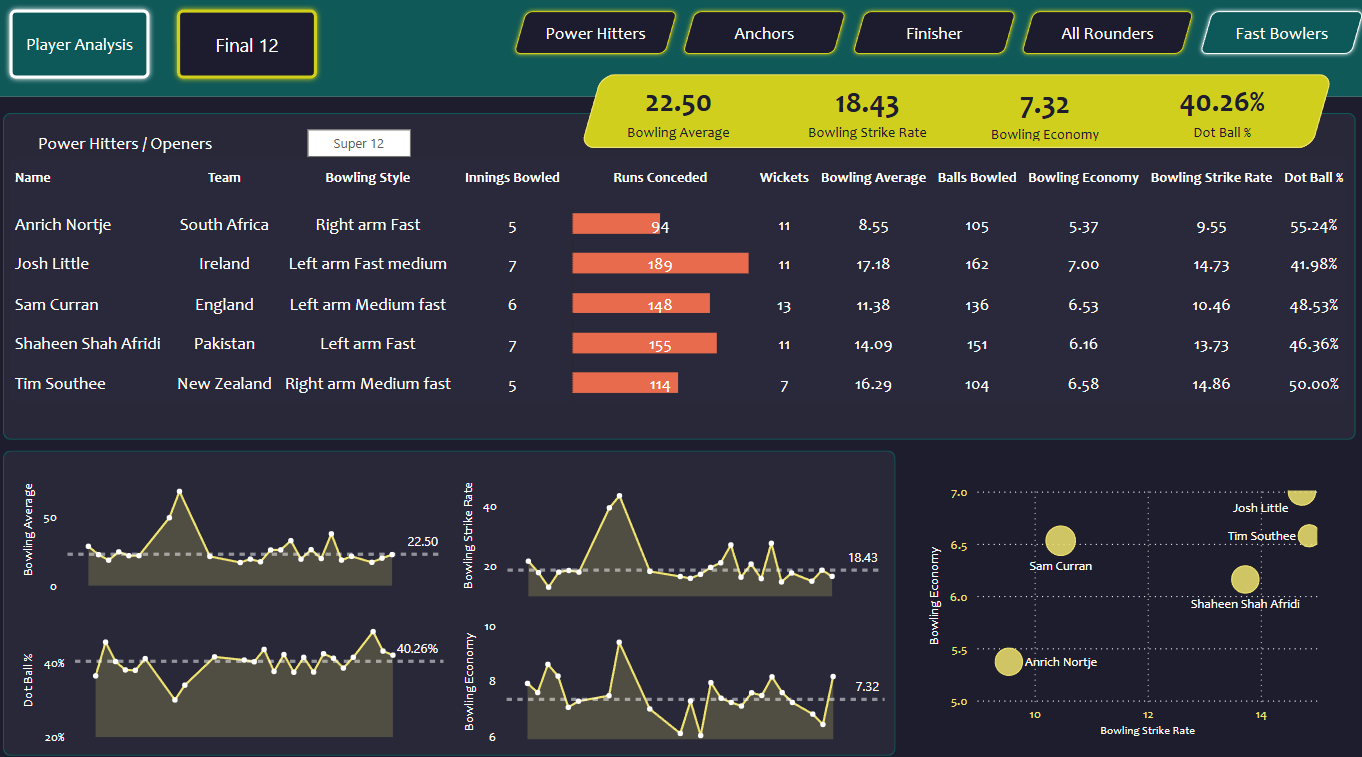 Player Analysis
Final 12
Power Hitters
Anchors
Finisher
All Rounders
Fast Bowlers
22.50 18.43 7.32 40.26%
Bowling Average Bowling Strike Rate Bowling Economy Dot Ball %
Power Hitters / Openers
Super 12
Name Team Bowling Style Innings Bowled Runs Conceded Wickets Bowling Average Balls Bowled Bowling Economy Bowling Strike Rate Dot Ball %
Anrich Nortje South Africa Right arm Fast 5 94 11 8.55 105 5.37 9.55 55.24%
Josh Little Ireland Left arm Fast medium 7 189 11 17.18 162 7.00 14.73 41.98%
Sam Curran England Left arm Medium fast 6 148 13 11.38 136 6.53 10.46 48.53%
Shaheen Shah Afridi Pakistan Left arm Fast 7 155 11 14.09 151 6.16 13.73 46.36%
Tim Southee New Zealand Right arm Medium fast 5 114 7 16.29 104 6.58 14.86 50.00%
Bowling Average
50
0
22.50
Bowling Strike Rate
40
20
18.43
Dot Ball %
40%
20%
40.26%
Bowling Economy
10
8
6
7.32
Bowling Economy
7.0
6.5
6.0
5.5
5.0
Josh Little
Tim Southee
Sam Curran
Shaheen Shah Afridi
Anrich Nortje
10 12 14
Bowling Strike Rate